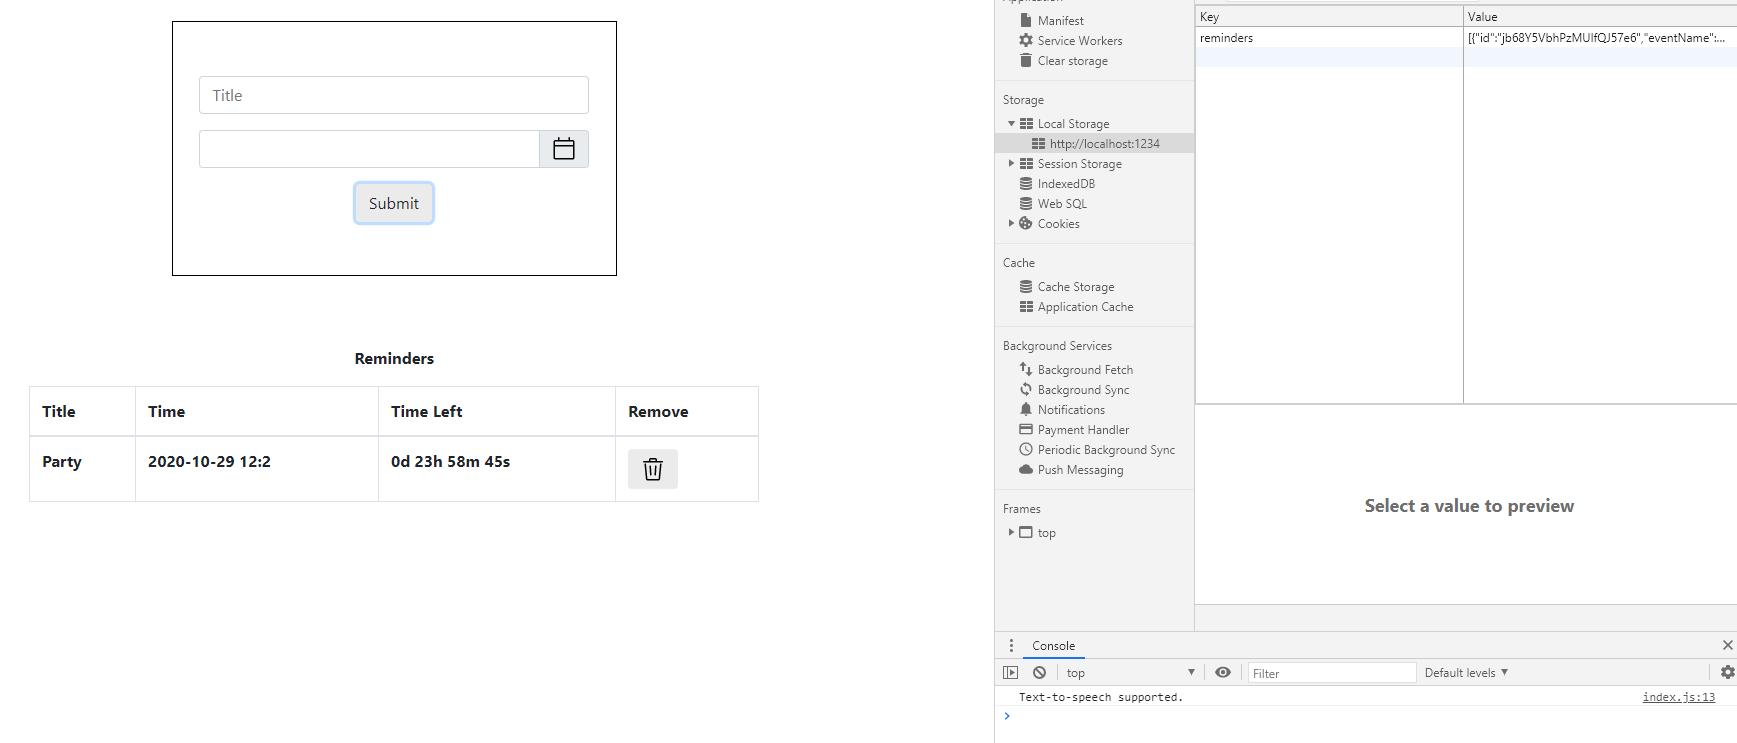 Title
Submit
Reminders
Title Time Time Left Remove
Party 2020-10-29 12:2 0d 23h 58m 45s
Manifest
Service Workers
Clear storage
Storage
Local Storage
http://localhost:1234
Session Storage
IndexedDB
Web SQL
Cookies
Cache
Cache Storage
Application Cache
Background Services
Background Fetch
Background Sync
Notifications
Payment Handler
Periodic Background Sync
Push Messaging
Frames
top
Key Value
reminders [{"id":"jb68Y5VbhPzMUlfQJ57e6","eventName":...
Select a value to preview
Console
top Filter Default levels
Text-to-speech supported. index.js:13